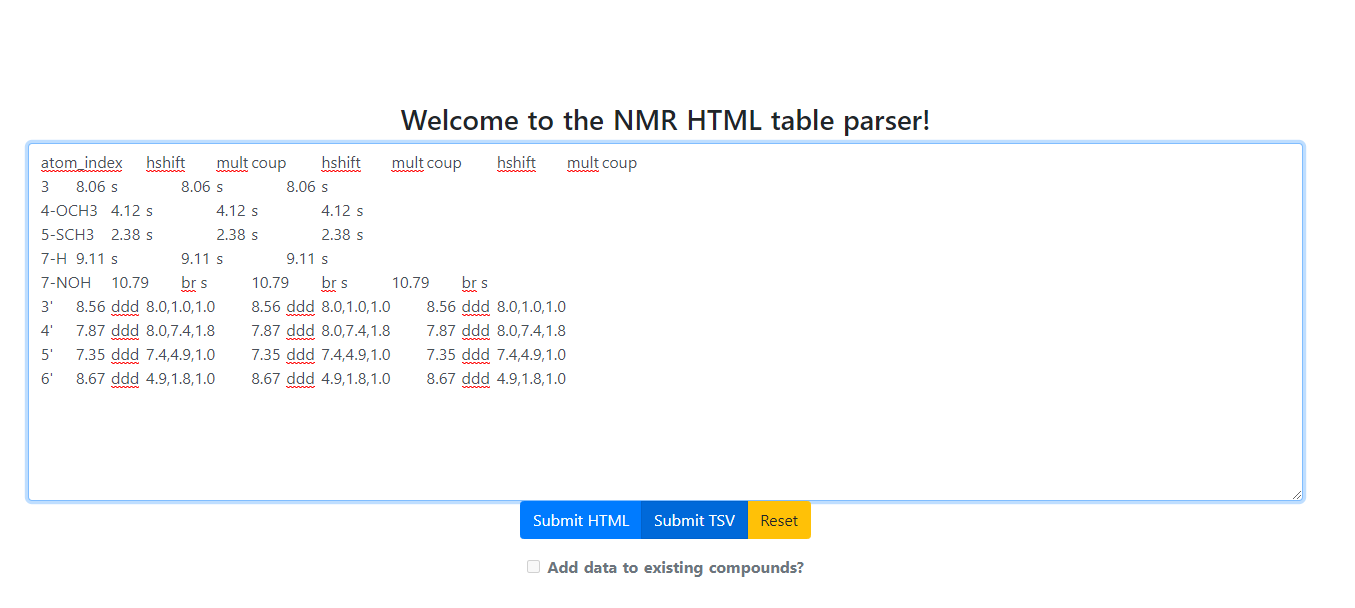 Welcome to the NMR HTML table parser!
atom_index hshift mult coup hshift mult coup hshift mult coup
3 8.06 s 8.06 s 8.06 s
4-OCH3 4.12 s 4.12 s 4.12 s
5-SCH3 2.38 s 2.38 s 2.38 s
7-H 9.11 s 9.11 s 9.11 s
7-NOH 10.79 br s 10.79 br s 10.79 br s
3' 8.56 ddd 8.0,1.0,1.0 8.56 ddd 8.0,1.0,1.0 8.56 ddd 8.0,1.0,1.0
4' 7.87 ddd 8.0,7.4,1.8 7.87 ddd 8.0,7.4,1.8 7.87 ddd 8.0,7.4,1.8
5' 7.35 ddd 7.4,4.9,1.0 7.35 ddd 7.4,4.9,1.0 7.35 ddd 7.4,4.9,1.0
6' 8.67 ddd 4.9,1.8,1.0 8.67 ddd 4.9,1.8,1.0 8.67 ddd 4.9,1.8,1.0
Submit HTML Submit TSV Reset
Add data to existing compounds?